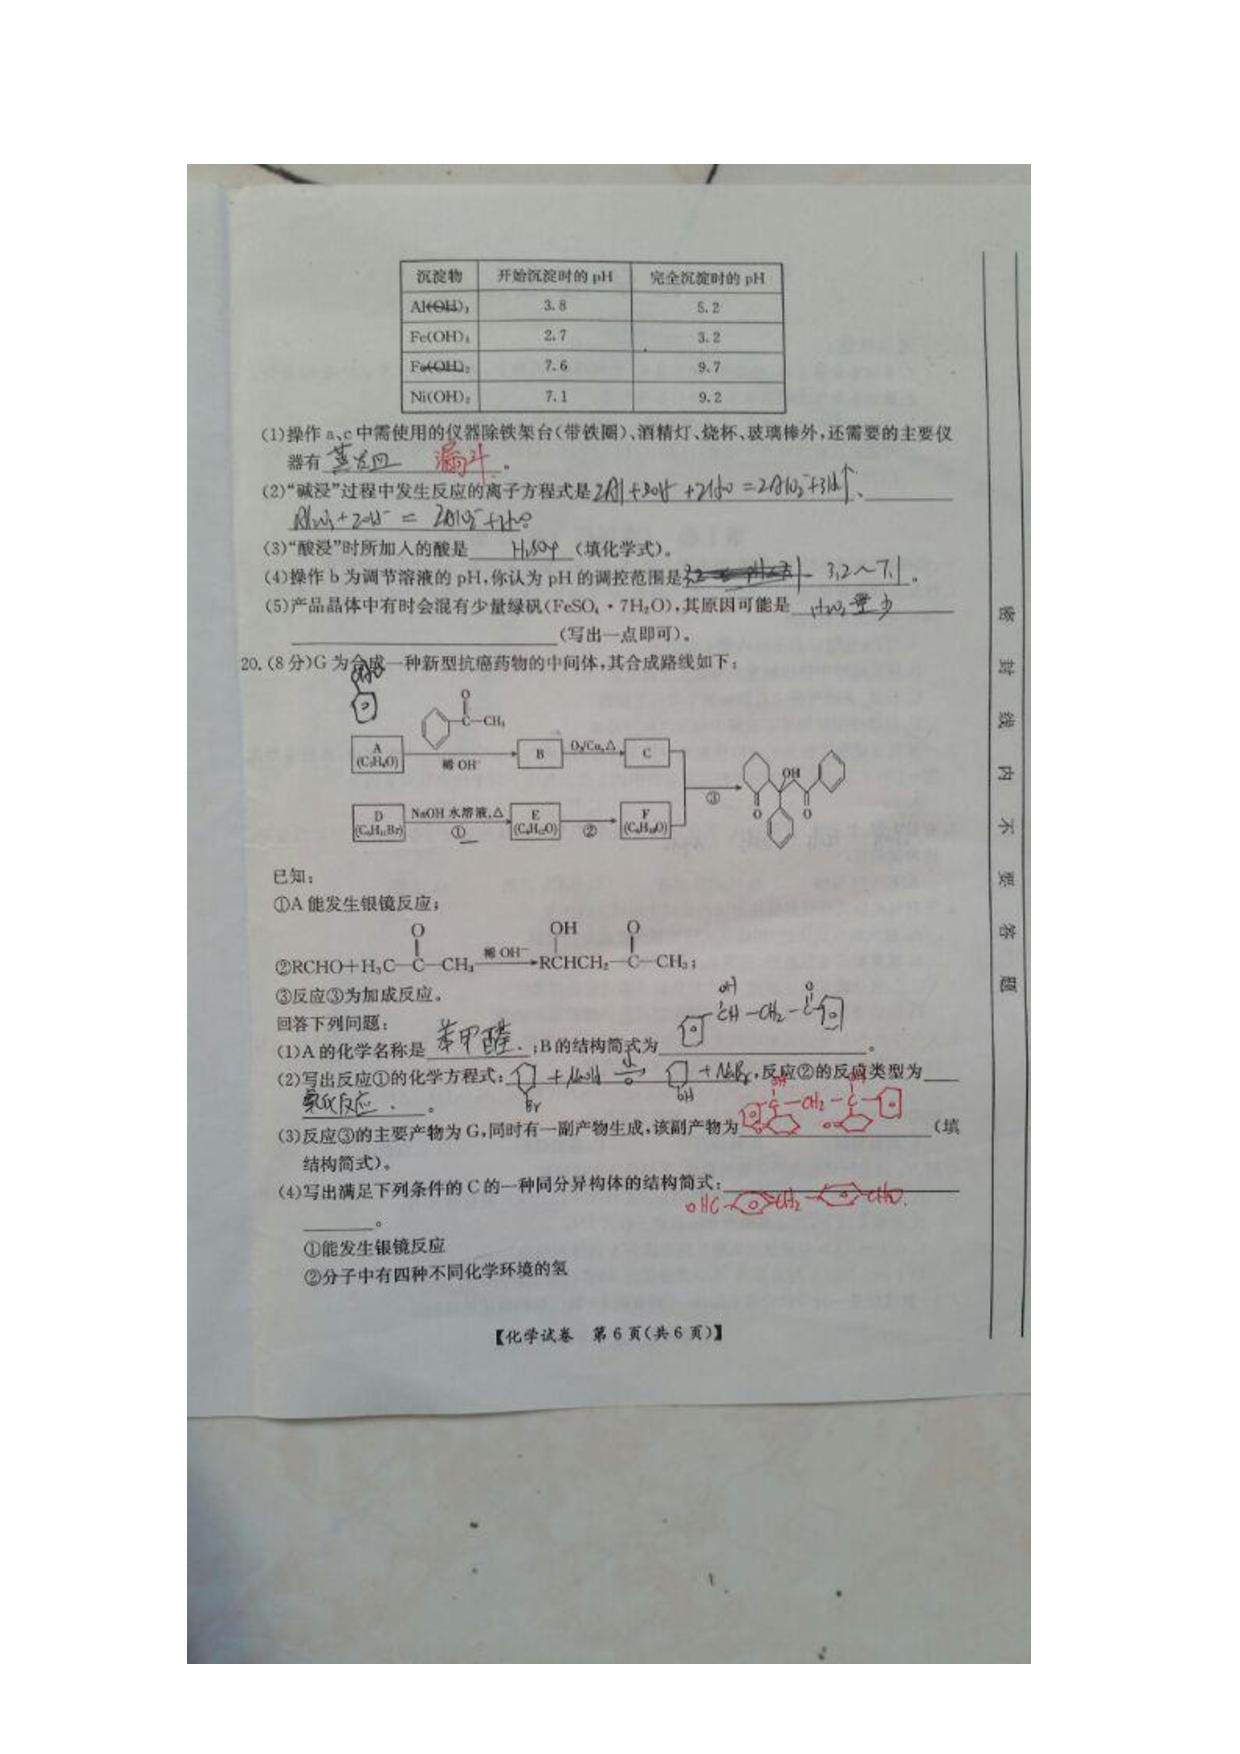 沉淀物 开始沉淀时的pH 完全沉淀时的pH
Al(OH)₃ 3.8 5.2
Fe(OH)₃ 2.7 3.2
Fe(OH)₂ 7.6 9.7
Ni(OH)₂ 7.1 9.2
(1)操作a、c中需使用的仪器除铁架台(带铁圈)、酒精灯、烧杯、玻璃棒外,还需要的主要仪
器有 蒸发皿 漏斗 。
(2)“碱浸”过程中发生反应的离子方程式是 、
(3)“酸浸”时所加入的酸是 H₂SO₄ (填化学式)。
(4)操作b为调节溶液的pH,你认为pH的调控范围是 3.2~7.1 。
(5)产品晶体中有时会混有少量绿矾(FeSO₄·7H₂O),其原因可能是
(写出一点即可)。
20.(8分)G为合成一种新型抗癌药物的中间体,其合成路线如下:
O
C—CH₃
A (C₇H₆O) 稀OH⁻ B O₂/Cu,△ C
OH
③
O O
D (C₆H₁₁Br) NaOH水溶液,△ ① E (C₆H₁₂O) ② F (C₆H₁₀O)
已知:
①A能发生银镜反应;
O OH O
②RCHO+H₃C—C—CH₃ 稀OH⁻ RCHCH₂—C—CH₃;
③反应③为加成反应。
OH O
CH—CH₂—C
回答下列问题:
(1)A的化学名称是 苯甲醛 ;B的结构简式为 。
(2)写出反应①的化学方程式: +NaOH +NaBr,反应②的反应类型为
Br OH
氧化反应 。
(3)反应③的主要产物为G,同时有一副产物生成,该副产物为 (填
结构简式)。
(4)写出满足下列条件的C的一种同分异构体的结构简式:
OHC CH₂ CHO
。
①能发生银镜反应
②分子中有四种不同化学环境的氢
【化学试卷 第6页(共6页)】
密封线内不要答题